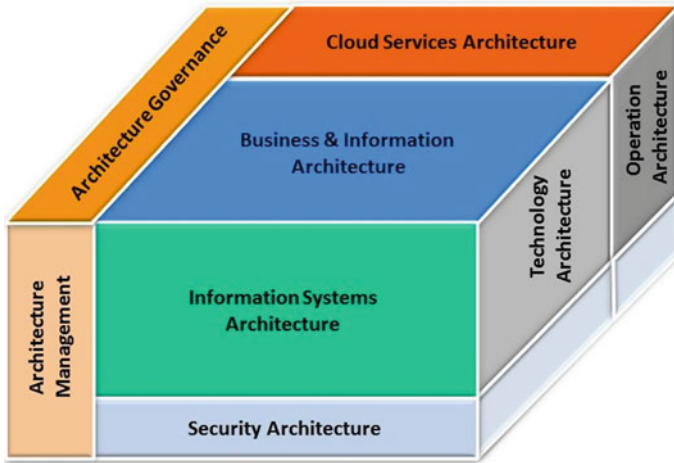 Cloud Services Architecture
Architecture Governance
Business & Information
Architecture
Operation
Architecture
Technology
Architecture
Information Systems
Architecture
Architecture
Management
Security Architecture